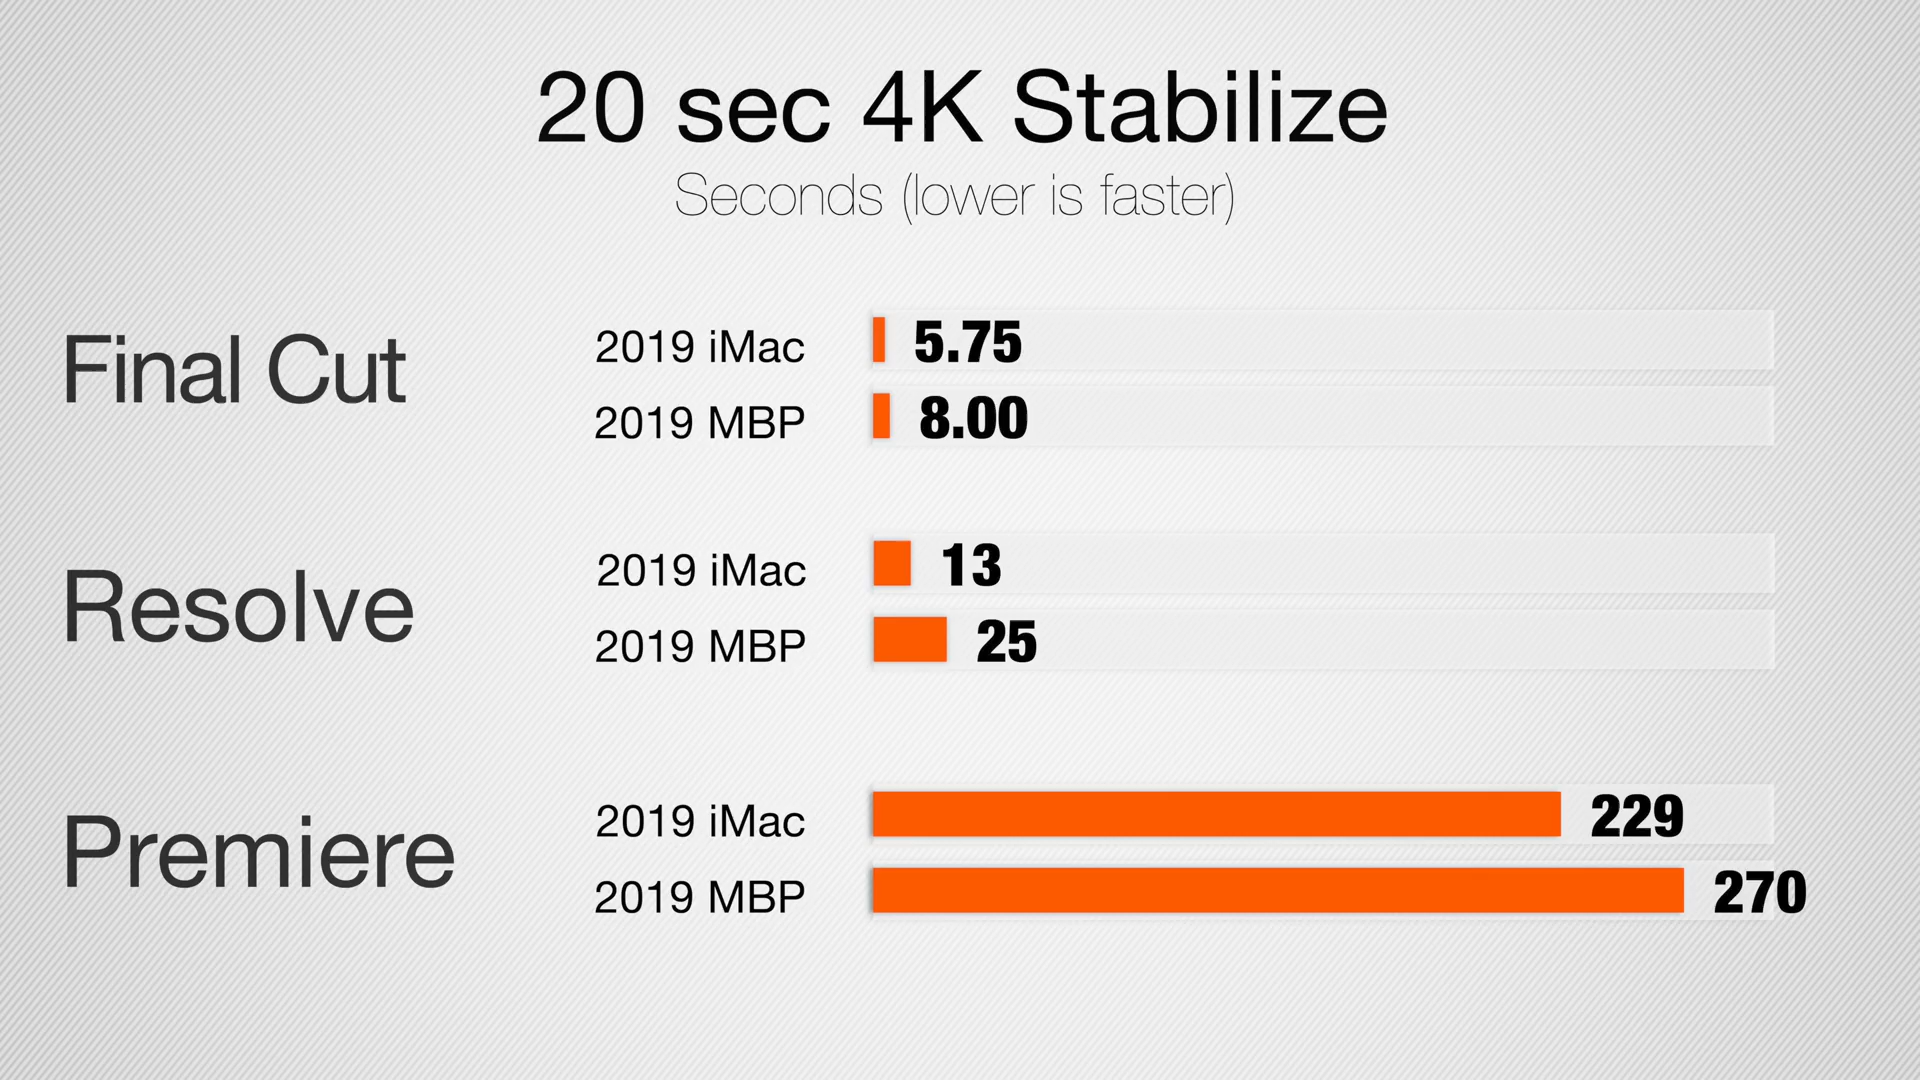 20 sec 4K Stabilize
Seconds (lower is faster)
Final Cut
2019 iMac 5.75
2019 MBP 8.00
Resolve
2019 iMac 13
2019 MBP 25
Premiere
2019 iMac 229
2019 MBP 270